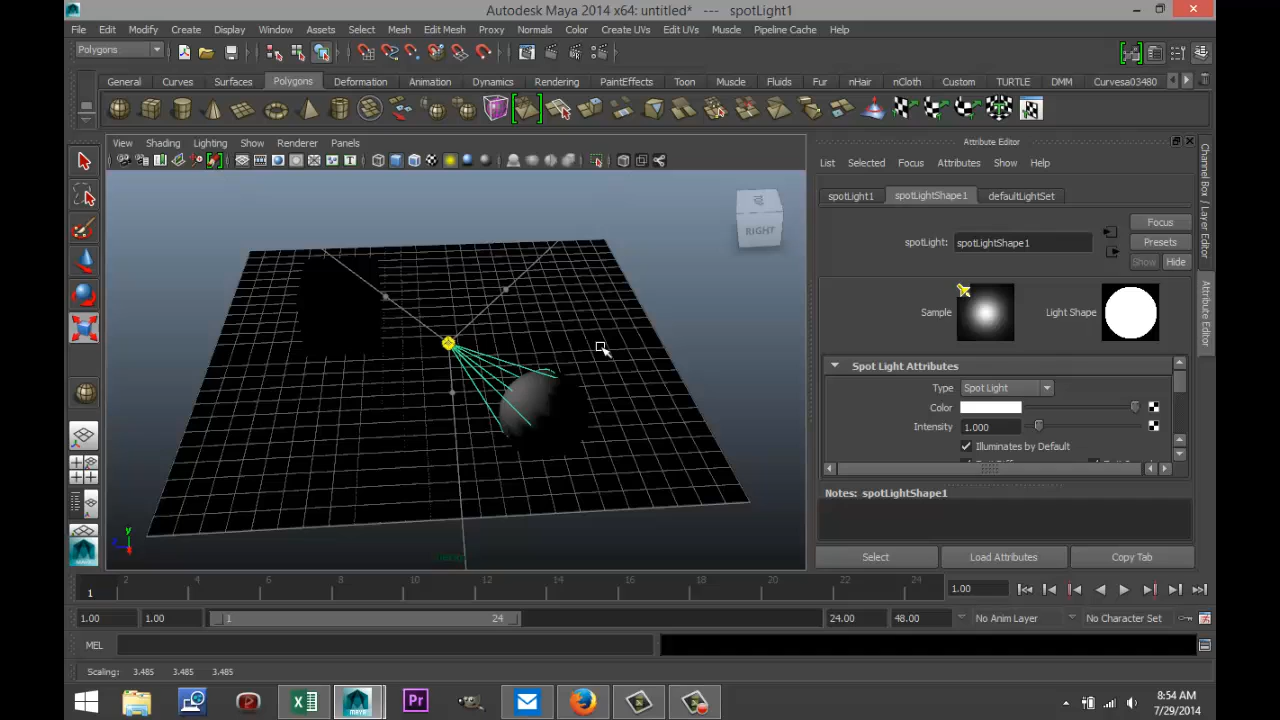 Autodesk Maya 2014 x64: untitled* --- spotLight1
File Edit Modify Create Display Window Assets Select Mesh Edit Mesh Proxy Normals Color Create UVs Edit UVs Muscle Pipeline Cache Help
Polygons
General Curves Surfaces Polygons Deformation Animation Dynamics Rendering PaintEffects Toon Muscle Fluids Fur nHair nCloth Custom TURTLE DMM Curvesa03480
View Shading Lighting Show Renderer Panels
RIGHT
persp
y
Attribute Editor
List Selected Focus Attributes Show Help
spotLight1 spotLightShape1 defaultLightSet
spotLight: spotLightShape1
Focus
Presets
Show Hide
Sample Light Shape
Spot Light Attributes
Type Spot Light
Color
Intensity 1.000
Illuminates by Default
Notes: spotLightShape1
Select Load Attributes Copy Tab
Channel Box / Layer Editor
Attribute Editor
2 4 6 8 10 12 14 16 18 20 22 24
1
1.00
1.00 1.00 1 24 24.00 48.00 No Anim Layer No Character Set
MEL
Scaling: 3.485 3.485 3.485
MAYA
Pr
8:54 AM
7/29/2014